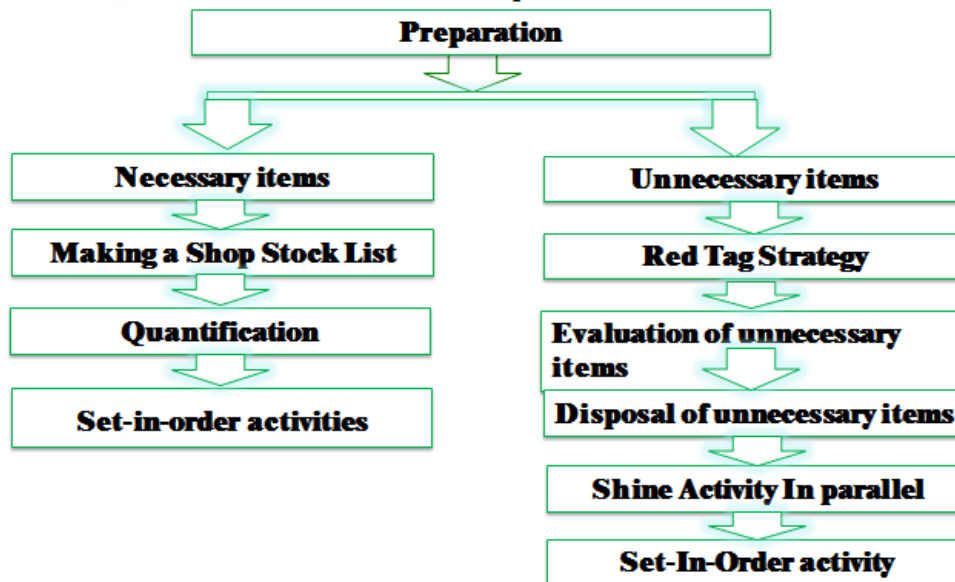 Preparation
Necessary items
Making a Shop Stock List
Quantification
Set-in-order activities
Unnecessary items
Red Tag Strategy
Evaluation of unnecessary
items
Disposal of unnecessary items
Shine Activity In parallel
Set-In-Order activity